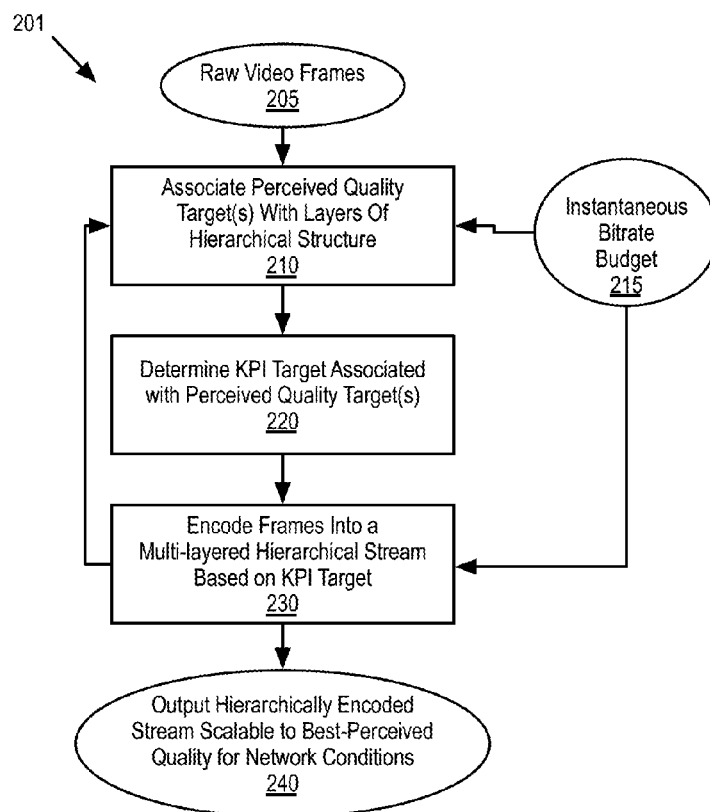 201
Raw Video Frames
205
Associate Perceived Quality
Target(s) With Layers Of
Hierarchical Structure
210
Instantaneous
Bitrate
Budget
215
Determine KPI Target Associated
with Perceived Quality Target(s)
220
Encode Frames Into a
Multi-layered Hierarchical Stream
Based on KPI Target
230
Output Hierarchically Encoded
Stream Scalable to Best-Perceived
Quality for Network Conditions
240